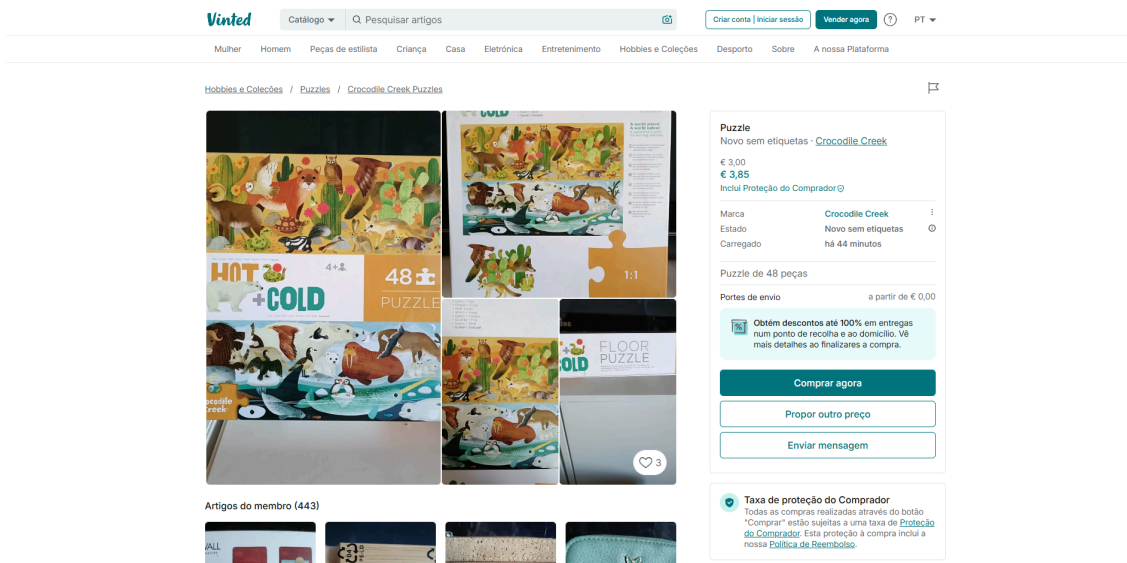 Vinted
Catálogo
Pesquisar artigos
Criar conta | Iniciar sessão
Vender agora
?
PT
Mulher
Homem
Peças de estilista
Criança
Casa
Eletrónica
Entretenimento
Hobbies e Coleções
Desporto
Sobre
A nossa Plataforma
Hobbies e Coleções / Puzzles / Crocodile Creek Puzzles
HOT
+COLD
4+
48
PUZZLE
crocodile
Creek
COLD
1:1
COLD
FLOOR
PUZZLE
3
Puzzle
Novo sem etiquetas · Crocodile Creek
€ 3,00
€ 3,85
Inclui Proteção do Comprador
Marca Crocodile Creek
Estado Novo sem etiquetas
Carregado há 44 minutos
Puzzle de 48 peças
Portes de envio a partir de € 0,00
Obtém descontos até 100% em entregas
num ponto de recolha e ao domicílio. Vê
mais detalhes ao finalizares a compra.
Comprar agora
Propor outro preço
Enviar mensagem
Taxa de proteção do Comprador
Todas as compras realizadas através do botão
"Comprar" estão sujeitas a uma taxa de Proteção
do Comprador. Esta proteção à compra inclui a
nossa Política de Reembolso.
Artigos do membro (443)